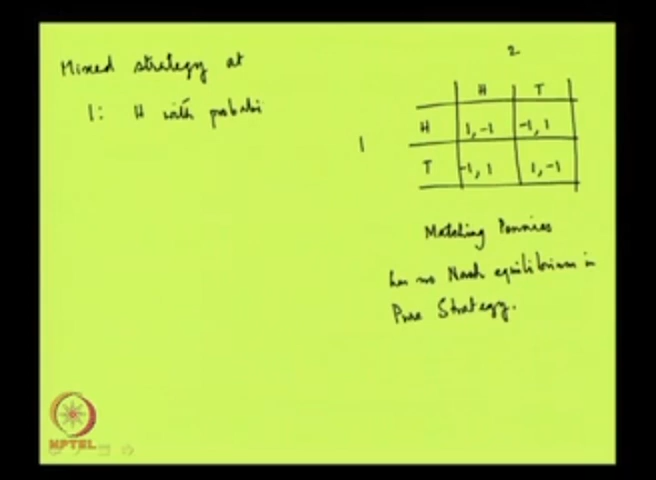 Mixed strategy at
1: H with probabi
2
H T
1
H 1, -1 -1, 1
T -1, 1 1, -1
Matching Pennies
has no Nash equilibrium in
Pure Strategy.
NPTEL